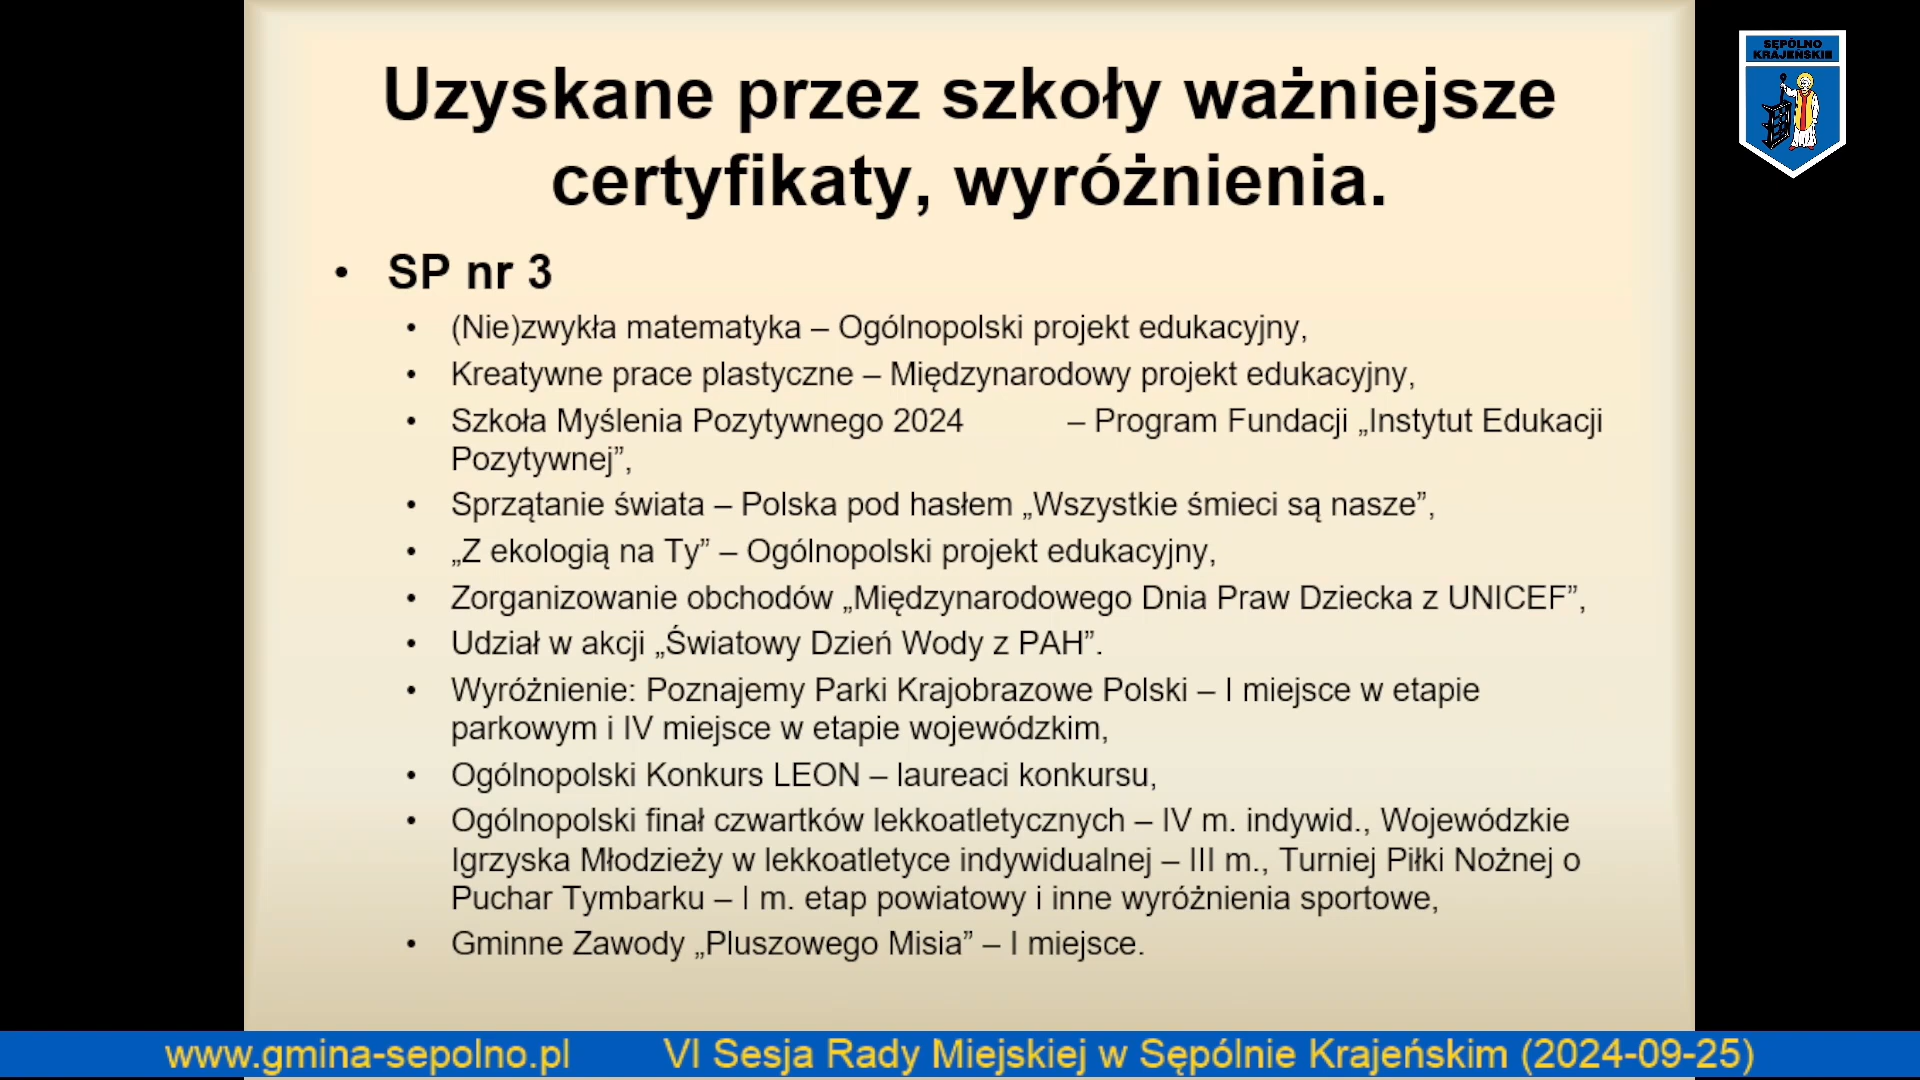 SĘPÓLNO
KRAJEŃSKIE
Uzyskane przez szkoły ważniejsze
certyfikaty, wyróżnienia.
• SP nr 3
• (Nie)zwykła matematyka – Ogólnopolski projekt edukacyjny,
• Kreatywne prace plastyczne – Międzynarodowy projekt edukacyjny,
• Szkoła Myślenia Pozytywnego 2024 – Program Fundacji „Instytut Edukacji
Pozytywnej”,
• Sprzątanie świata – Polska pod hasłem „Wszystkie śmieci są nasze”,
• „Z ekologią na Ty” – Ogólnopolski projekt edukacyjny,
• Zorganizowanie obchodów „Międzynarodowego Dnia Praw Dziecka z UNICEF”,
• Udział w akcji „Światowy Dzień Wody z PAH”.
• Wyróżnienie: Poznajemy Parki Krajobrazowe Polski – I miejsce w etapie
parkowym i IV miejsce w etapie wojewódzkim,
• Ogólnopolski Konkurs LEON – laureaci konkursu,
• Ogólnopolski finał czwartków lekkoatletycznych – IV m. indywid., Wojewódzkie
Igrzyska Młodzieży w lekkoatletyce indywidualnej – III m., Turniej Piłki Nożnej o
Puchar Tymbarku – I m. etap powiatowy i inne wyróżnienia sportowe,
• Gminne Zawody „Pluszowego Misia” – I miejsce.
www.gmina-sepolno.pl VI Sesja Rady Miejskiej w Sępólnie Krajeńskim (2024-09-25)